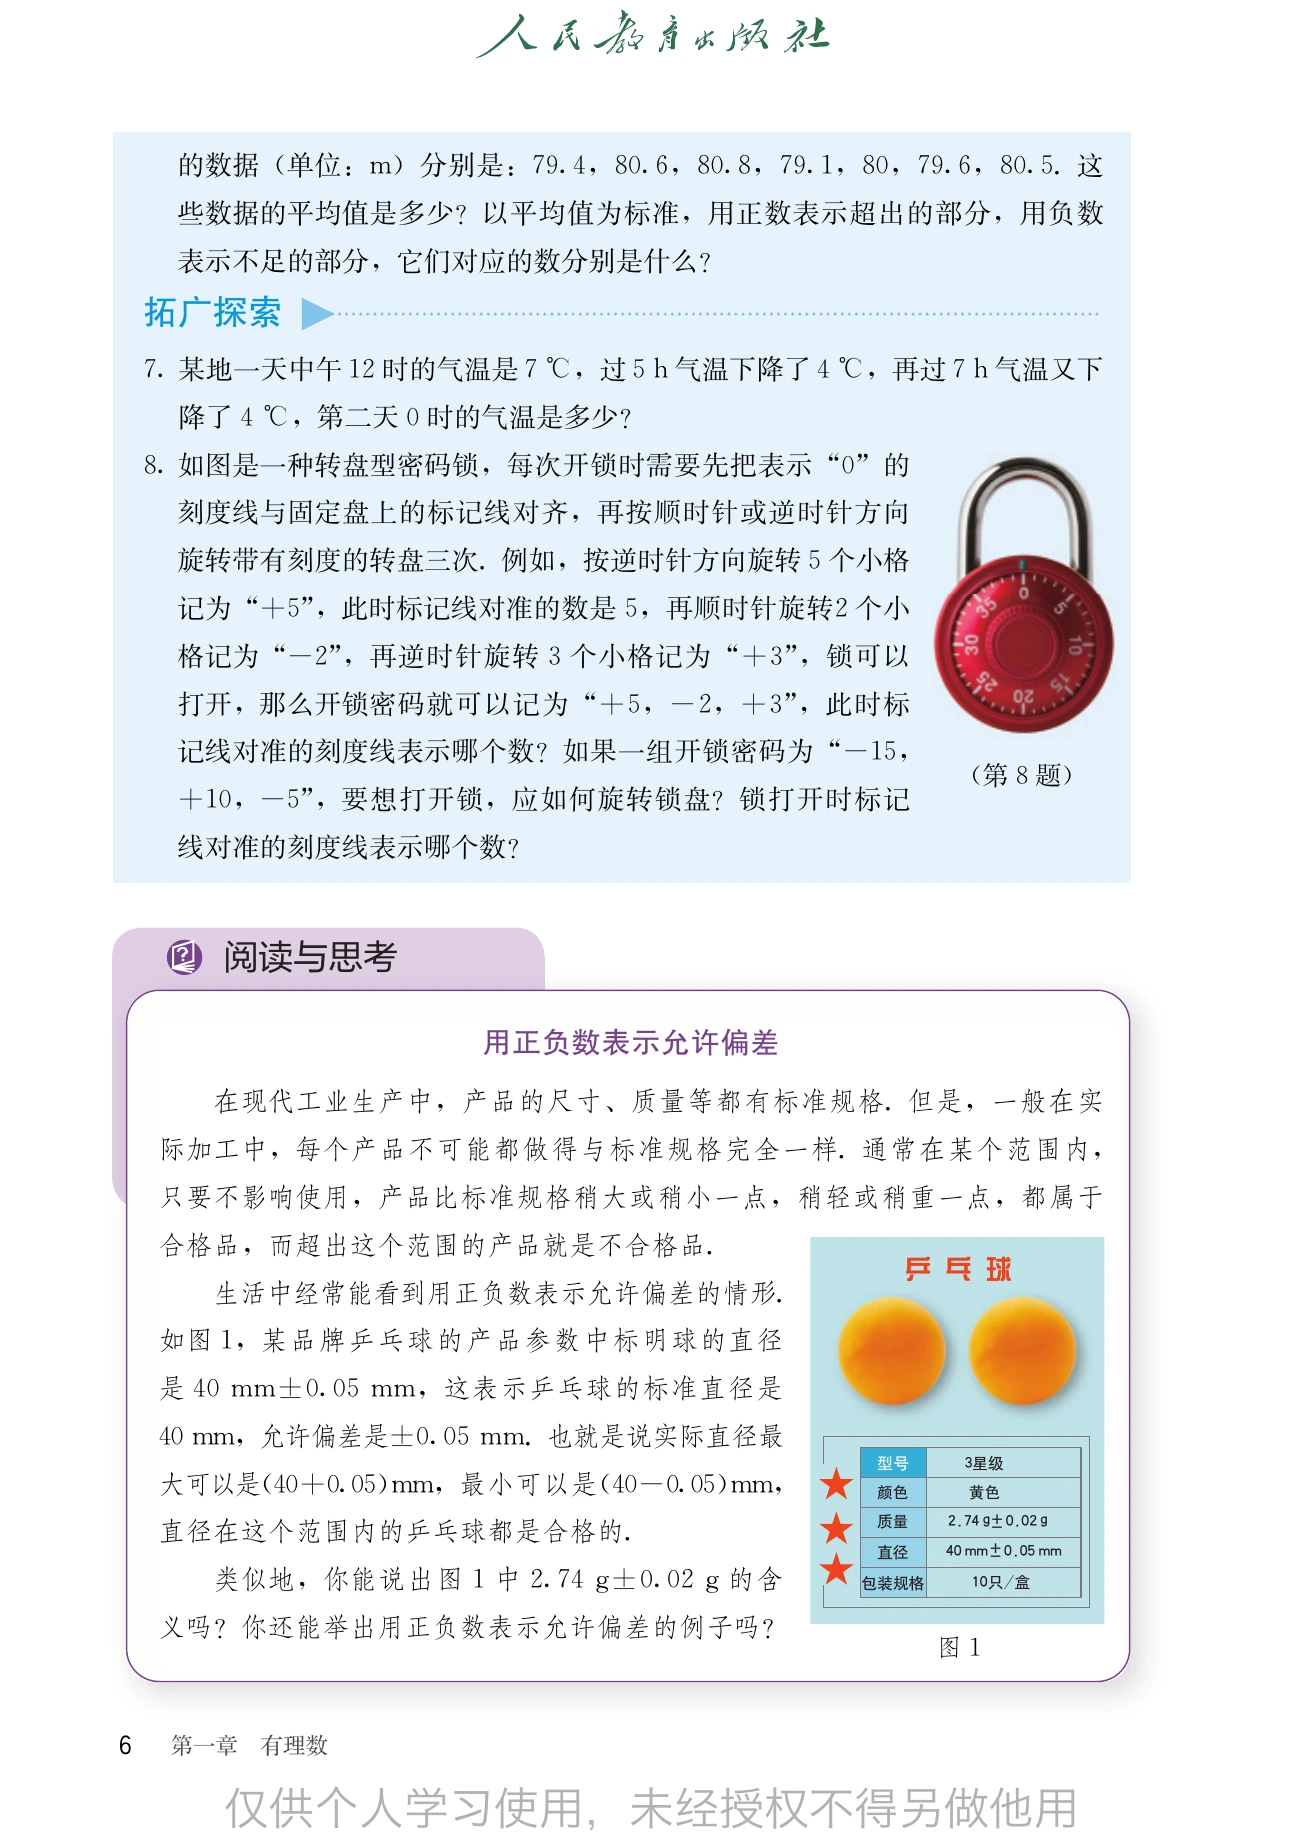 人民教育出版社
的数据（单位：m）分别是：79.4，80.6，80.8，79.1，80，79.6，80.5. 这
些数据的平均值是多少？以平均值为标准，用正数表示超出的部分，用负数
表示不足的部分，它们对应的数分别是什么？
拓广探索
7. 某地一天中午 12 时的气温是 7 ℃，过 5 h 气温下降了 4 ℃，再过 7 h 气温又下
降了 4 ℃，第二天 0 时的气温是多少？
8. 如图是一种转盘型密码锁，每次开锁时需要先把表示“0”的
刻度线与固定盘上的标记线对齐，再按顺时针或逆时针方向
旋转带有刻度的转盘三次. 例如，按逆时针方向旋转 5 个小格
记为“＋5”，此时标记线对准的数是 5，再顺时针旋转2 个小
格记为“－2”，再逆时针旋转 3 个小格记为“＋3”，锁可以
打开，那么开锁密码就可以记为“＋5，－2，＋3”，此时标
记线对准的刻度线表示哪个数？如果一组开锁密码为“－15，
＋10，－5”，要想打开锁，应如何旋转锁盘？锁打开时标记
线对准的刻度线表示哪个数？
0
5
10
15
20
25
30
35
（第 8 题）
阅读与思考
用正负数表示允许偏差
在现代工业生产中，产品的尺寸、质量等都有标准规格. 但是，一般在实
际加工中，每个产品不可能都做得与标准规格完全一样. 通常在某个范围内，
只要不影响使用，产品比标准规格稍大或稍小一点，稍轻或稍重一点，都属于
合格品，而超出这个范围的产品就是不合格品.
生活中经常能看到用正负数表示允许偏差的情形.
如图 1，某品牌乒乓球的产品参数中标明球的直径
是 40 mm±0.05 mm，这表示乒乓球的标准直径是
40 mm，允许偏差是±0.05 mm. 也就是说实际直径最
大可以是(40＋0.05)mm，最小可以是(40－0.05)mm，
直径在这个范围内的乒乓球都是合格的.
类似地，你能说出图 1 中 2.74 g±0.02 g 的含
义吗？你还能举出用正负数表示允许偏差的例子吗？
乒乓球
型号 3星级
颜色 黄色
质量 2.74 g±0.02 g
直径 40 mm±0.05 mm
包装规格 10只/盒
图 1
6 第一章 有理数
仅供个人学习使用，未经授权不得另做他用